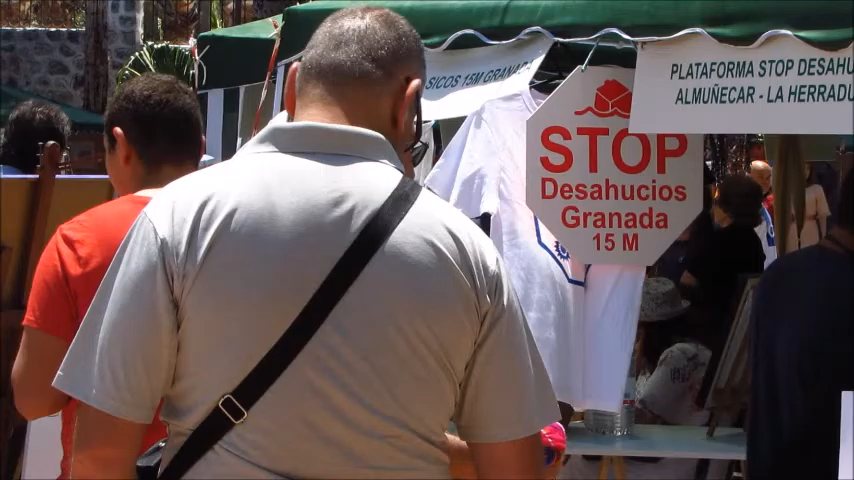 SICOS 15M GRANAD
PLATAFORMA STOP DESAHU
ALMUÑECAR - LA HERRADU
STOP
Desahucios
Granada
15 M